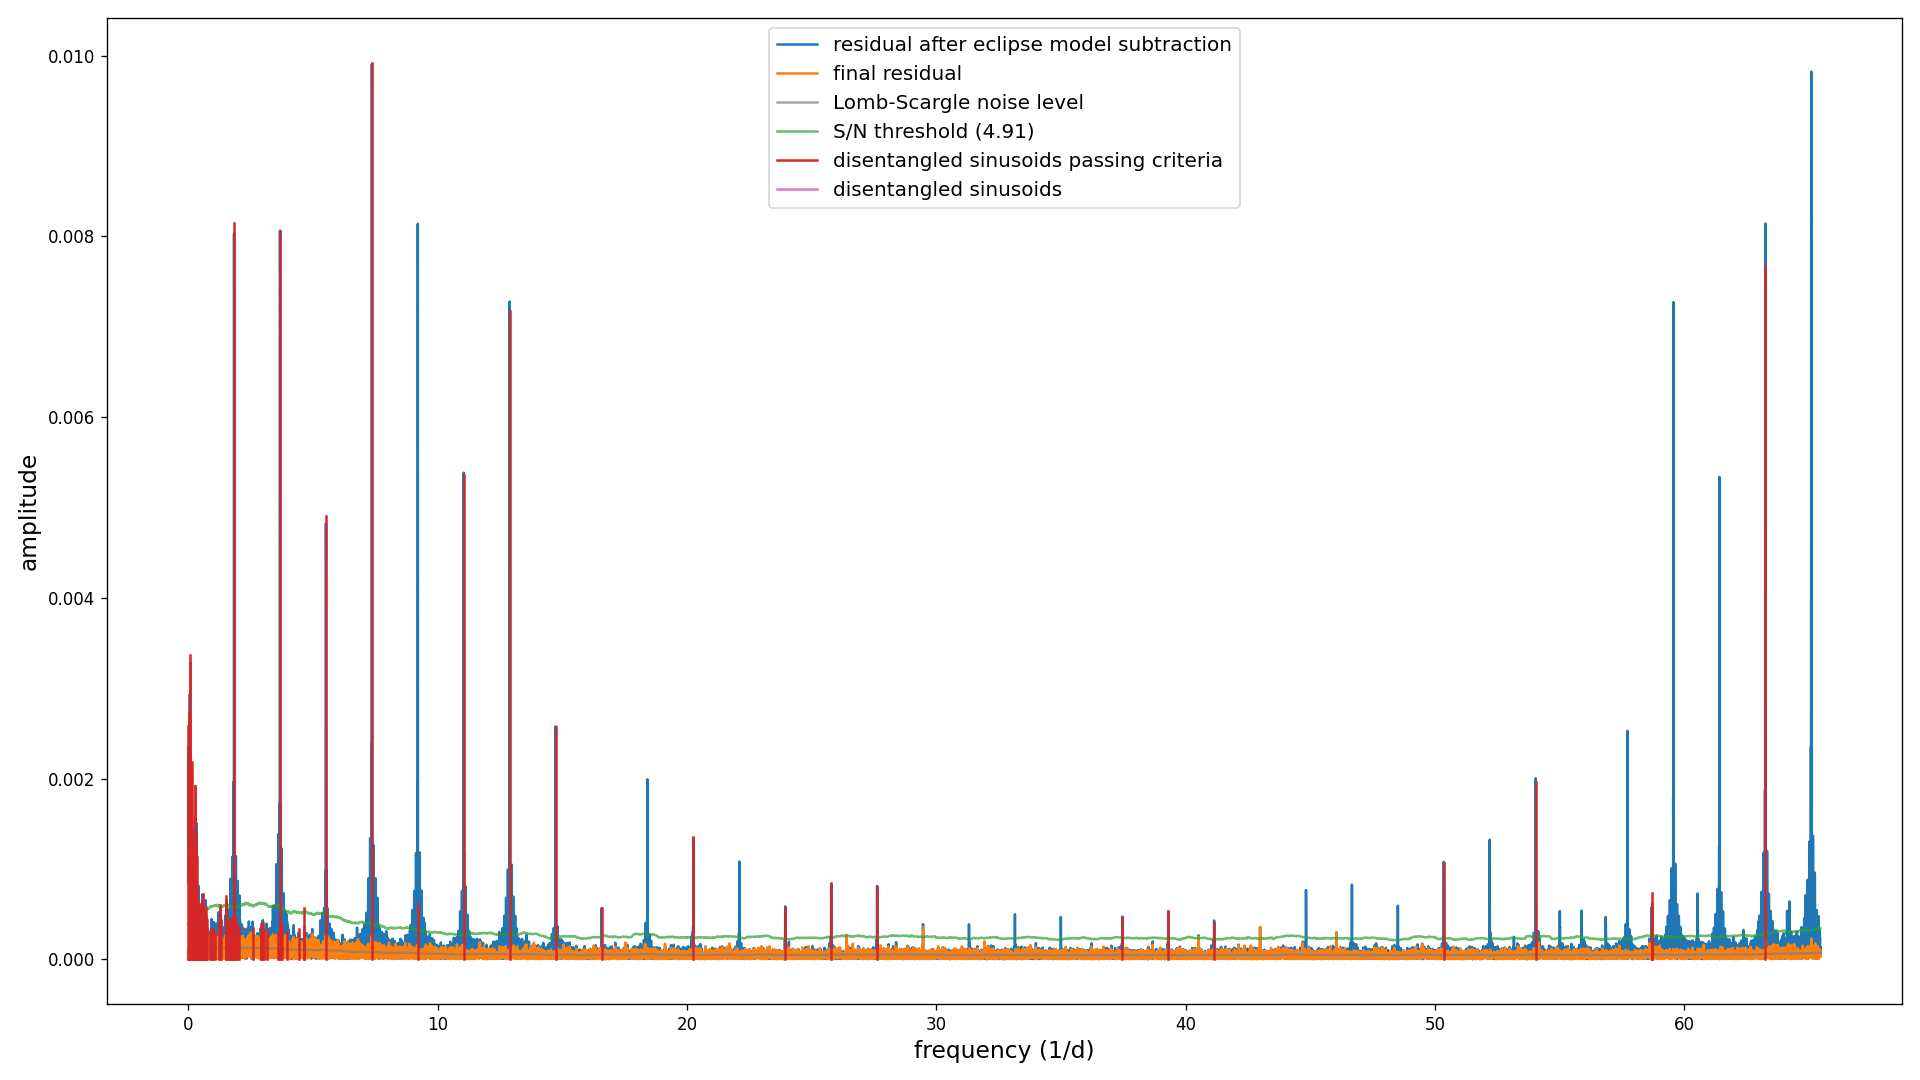 residual after eclipse model subtraction
final residual
Lomb-Scargle noise level
S/N threshold (4.91)
disentangled sinusoids passing criteria
disentangled sinusoids
amplitude
0.010
0.008
0.006
0.004
0.002
0.000
0 10 20 30 40 50 60
frequency (1/d)